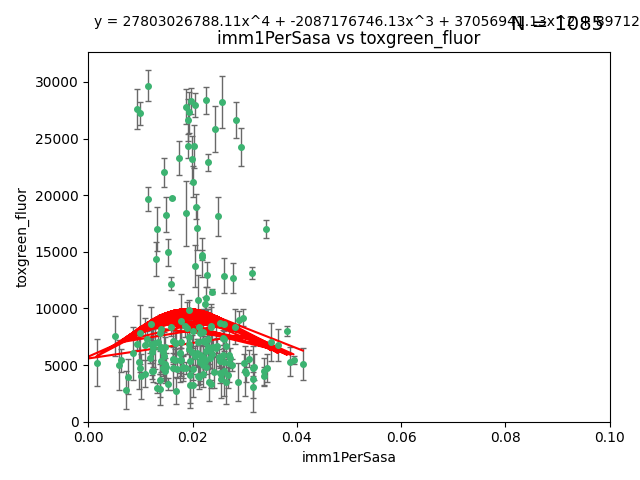 y = 27803026788.11x^4 + -2087176746.13x^3 + 37056941.13x^2 +
N = 1085
imm1PerSasa vs toxgreen_fluor
30000
25000
20000
15000
10000
5000
0
toxgreen_fluor
0.00 0.02 0.04 0.06 0.08 0.10
imm1PerSasa